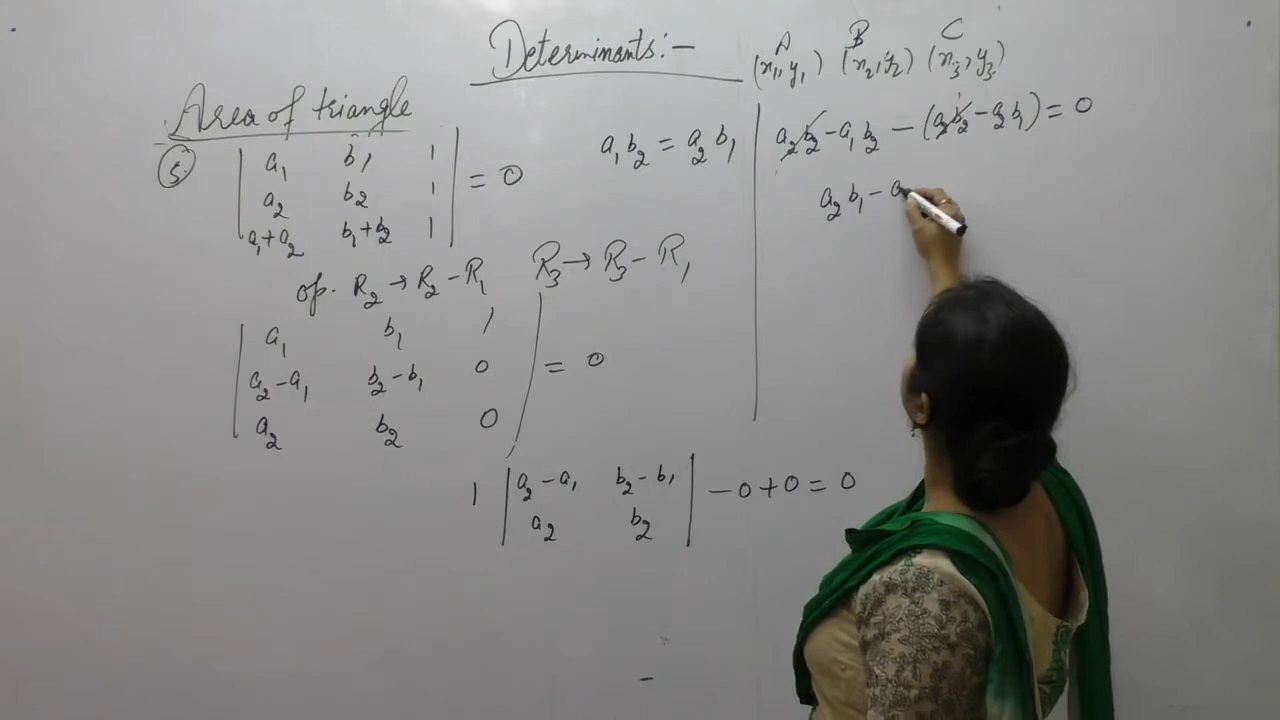 Determinants:-
A B C
(x₁, y₁) (x₂, y₂) (x₃, y₃)
Area of triangle
5.
| a₁ b₁ 1 |
| a₂ b₂ 1 | = 0
| a₁+a₂ b₁+b₂ 1 |
op. R₂ → R₂ - R₁ R₃ → R₃ - R₁
| a₁ b₁ 1 |
| a₂-a₁ b₂-b₁ 0 | = 0
| a₂ b₂ 0 |
1 | a₂-a₁ b₂-b₁ | - 0 + 0 = 0
| a₂ b₂ |
a₁b₂ = a₂b₁
a₂b₂ - a₁b₂ - (a₂b₂ - a₂b₁) = 0
a₂b₁ - a